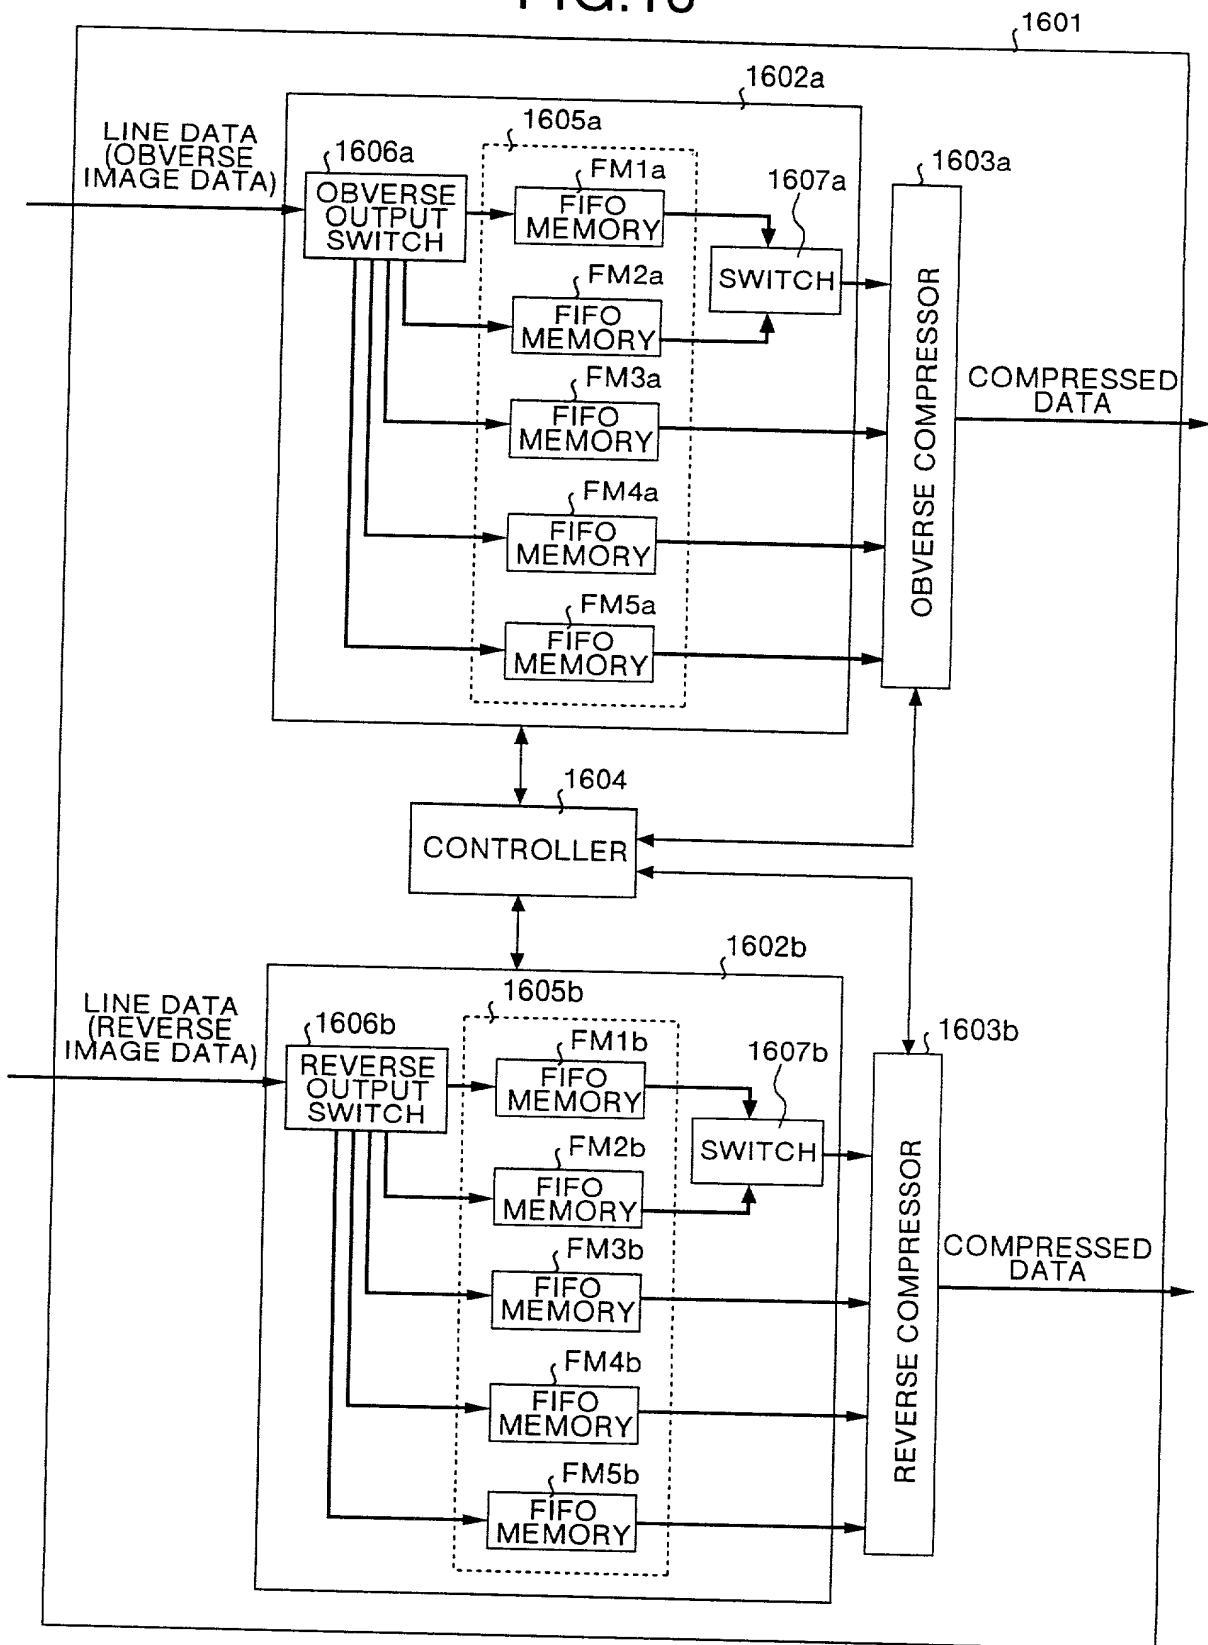 1601
1602a
LINE DATA
(OBVERSE
IMAGE DATA)
1605a
1606a
OBVERSE
OUTPUT
SWITCH
FM1a
FIFO
MEMORY
1607a
SWITCH
1603a
OBVERSE COMPRESSOR
FM2a
FIFO
MEMORY
FM3a
FIFO
MEMORY
COMPRESSED
DATA
FM4a
FIFO
MEMORY
FM5a
FIFO
MEMORY
1604
CONTROLLER
1602b
LINE DATA
(REVERSE
IMAGE DATA)
1605b
1606b
REVERSE
OUTPUT
SWITCH
FM1b
FIFO
MEMORY
1607b
SWITCH
1603b
REVERSE COMPRESSOR
FM2b
FIFO
MEMORY
FM3b
FIFO
MEMORY
COMPRESSED
DATA
FM4b
FIFO
MEMORY
FM5b
FIFO
MEMORY